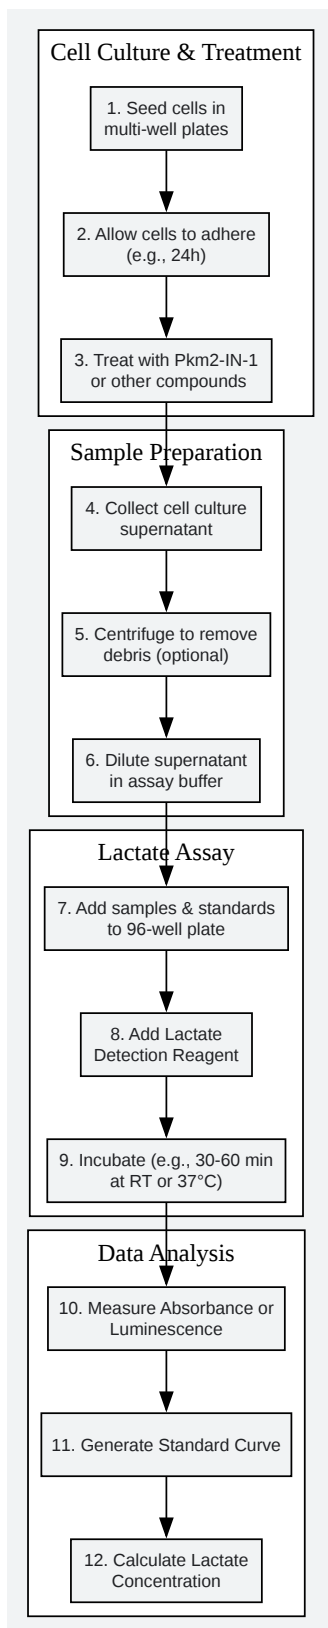 Cell Culture & Treatment
1. Seed cells in
multi-well plates
2. Allow cells to adhere
(e.g., 24h)
3. Treat with Pkm2-IN-1
or other compounds
Sample Preparation
4. Collect cell culture
supernatant
5. Centrifuge to remove
debris (optional)
6. Dilute supernatant
in assay buffer
Lactate Assay
7. Add samples & standards
to 96-well plate
8. Add Lactate
Detection Reagent
9. Incubate (e.g., 30-60 min
at RT or 37°C)
Data Analysis
10. Measure Absorbance or
Luminescence
11. Generate Standard Curve
12. Calculate Lactate
Concentration